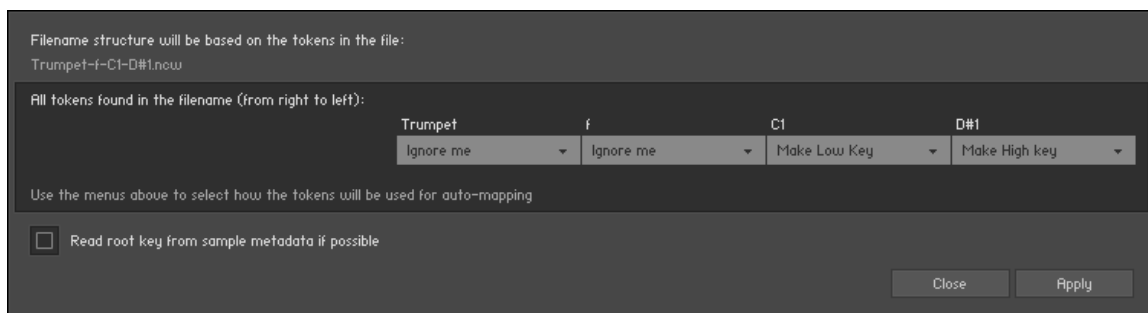 Filename structure will be based on the tokens in the file:
Trumpet-f-C1-D#1.ncw
All tokens found in the filename (from right to left):
Trumpet f C1 D#1
Ignore me Ignore me Make Low Key Make High key
Use the menus above to select how the tokens will be used for auto-mapping
Read root key from sample metadata if possible
Close Apply